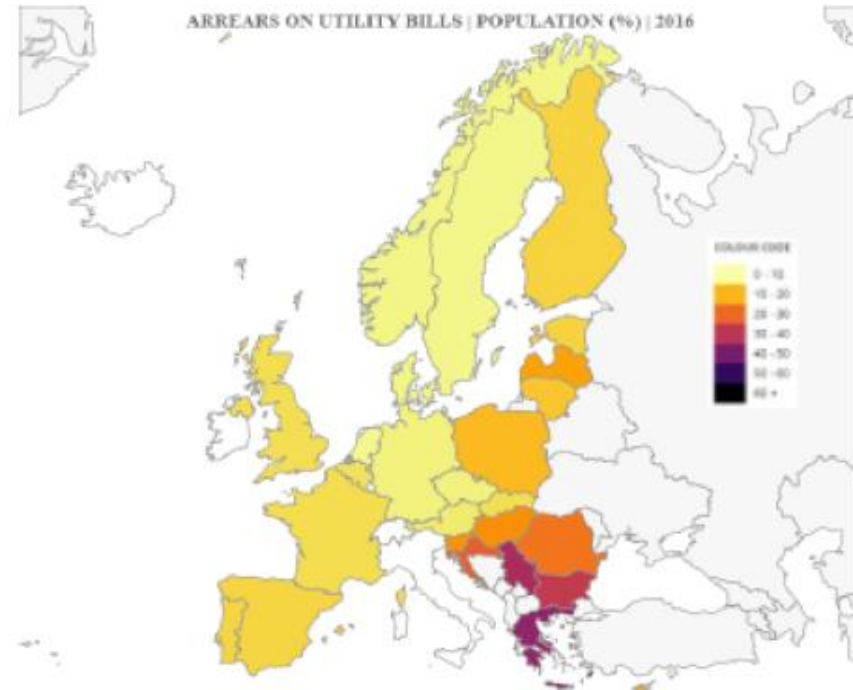 ARREARS ON UTILITY BILLS | POPULATION (%) | 2016
COLOUR CODE
0 - 10
10 - 20
20 - 30
30 - 40
40 - 50
50 - 60
60 +